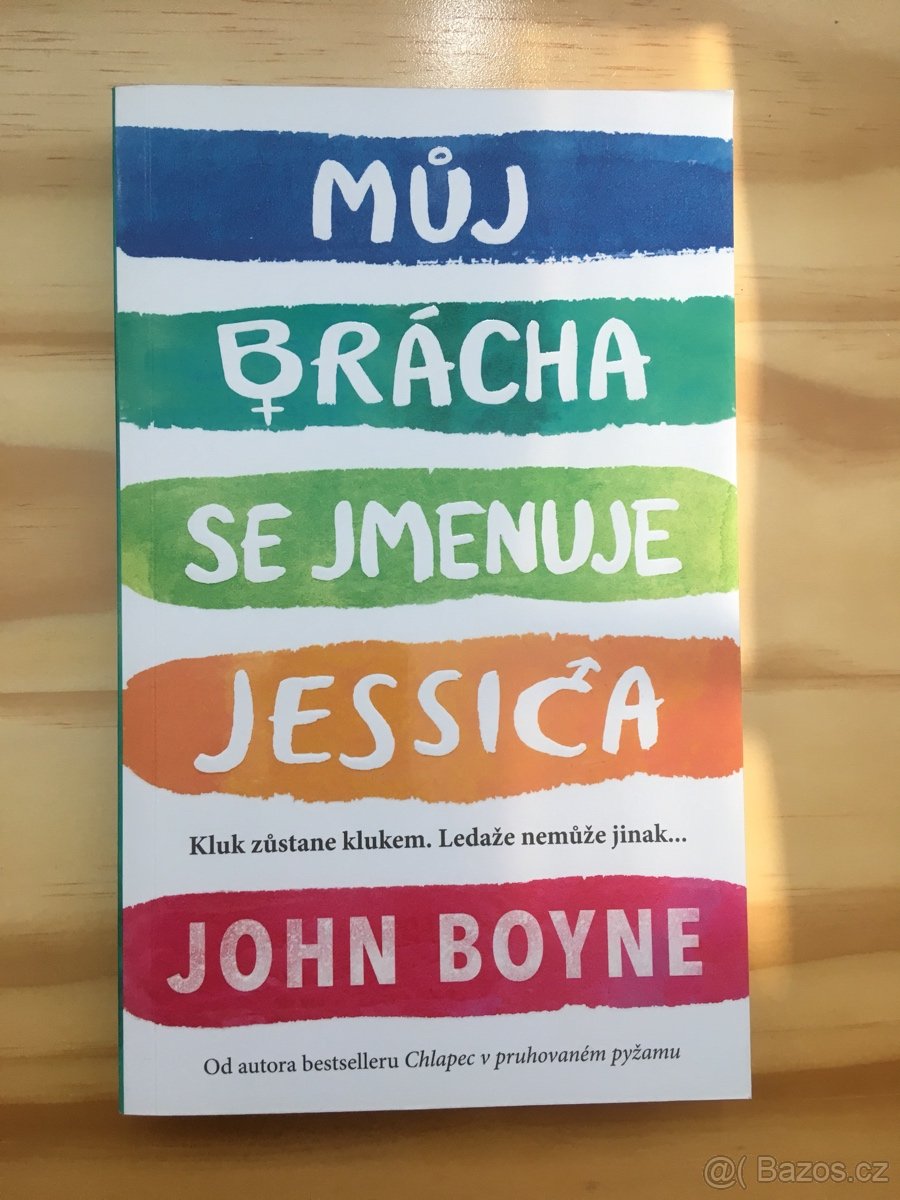 MŮJ
BRÁCHA
SE JMENUJE
JESSICA
Kluk zůstane klukem. Ledaže nemůže jinak...
JOHN BOYNE
Od autora bestselleru Chlapec v pruhovaném pyžamu
@( Bazos.cz